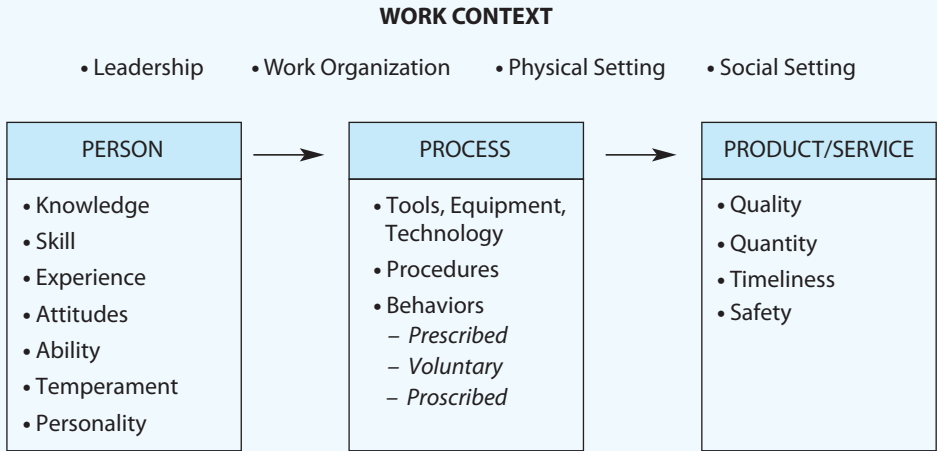 WORK CONTEXT
• Leadership • Work Organization • Physical Setting • Social Setting
PERSON
• Knowledge
• Skill
• Experience
• Attitudes
• Ability
• Temperament
• Personality
PROCESS
• Tools, Equipment,
Technology
• Procedures
• Behaviors
– Prescribed
– Voluntary
– Proscribed
PRODUCT/SERVICE
• Quality
• Quantity
• Timeliness
• Safety